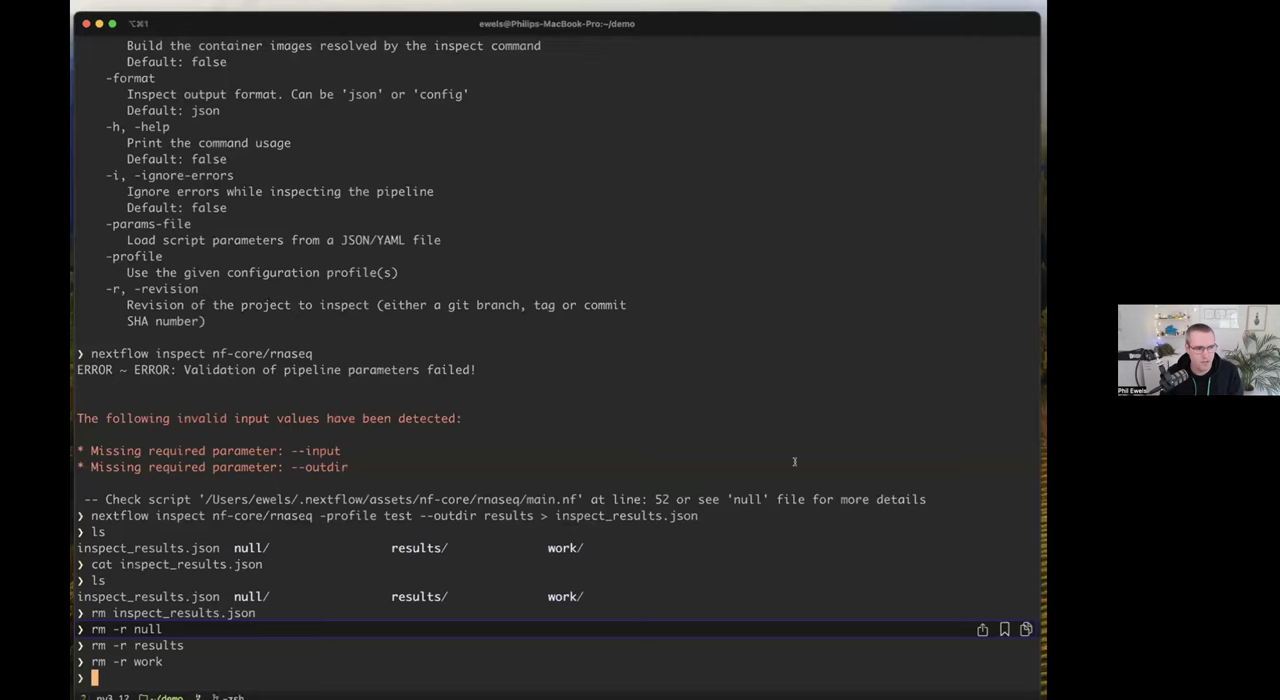 ⌥⌘1
ewels@Philips-MacBook-Pro:~/demo
Build the container images resolved by the inspect command
Default: false
-format
Inspect output format. Can be 'json' or 'config'
Default: json
-h, -help
Print the command usage
Default: false
-i, -ignore-errors
Ignore errors while inspecting the pipeline
Default: false
-params-file
Load script parameters from a JSON/YAML file
-profile
Use the given configuration profile(s)
-r, -revision
Revision of the project to inspect (either a git branch, tag or commit
SHA number)
❯ nextflow inspect nf-core/rnaseq
ERROR ~ ERROR: Validation of pipeline parameters failed!
The following invalid input values have been detected:
* Missing required parameter: --input
* Missing required parameter: --outdir
-- Check script '/Users/ewels/.nextflow/assets/nf-core/rnaseq/main.nf' at line: 52 or see 'null' file for more details
❯ nextflow inspect nf-core/rnaseq -profile test --outdir results > inspect_results.json
❯ ls
inspect_results.json null/ results/ work/
❯ cat inspect_results.json
❯ ls
inspect_results.json null/ results/ work/
❯ rm inspect_results.json
❯ rm -r null
❯ rm -r results
❯ rm -r work
❯
py3.12 ~/demo -zsh
Phil Ewels